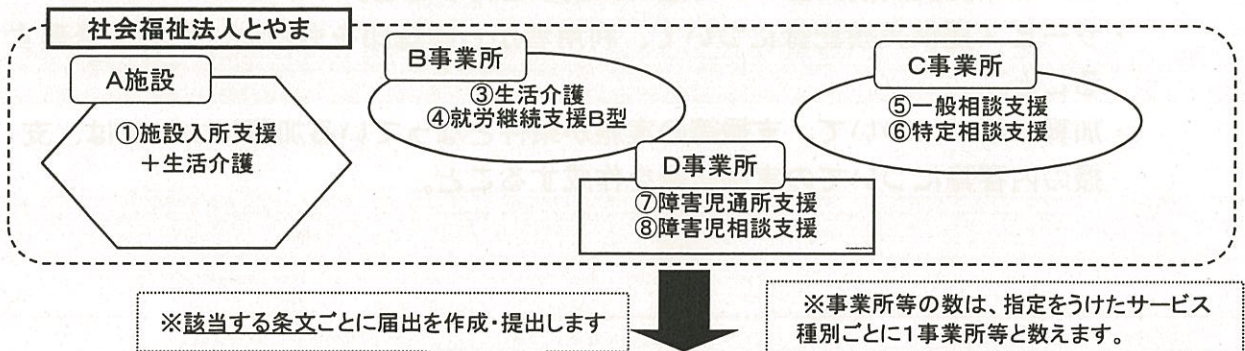 社会福祉法人とやま
A施設
①施設入所支援
＋生活介護
B事業所
③生活介護
④就労継続支援B型
C事業所
⑤一般相談支援
⑥特定相談支援
D事業所
⑦障害児通所支援
⑧障害児相談支援
※該当する条文ごとに届出を作成・提出します
※事業所等の数は、指定をうけたサービス
種別ごとに1事業所等と数えます。